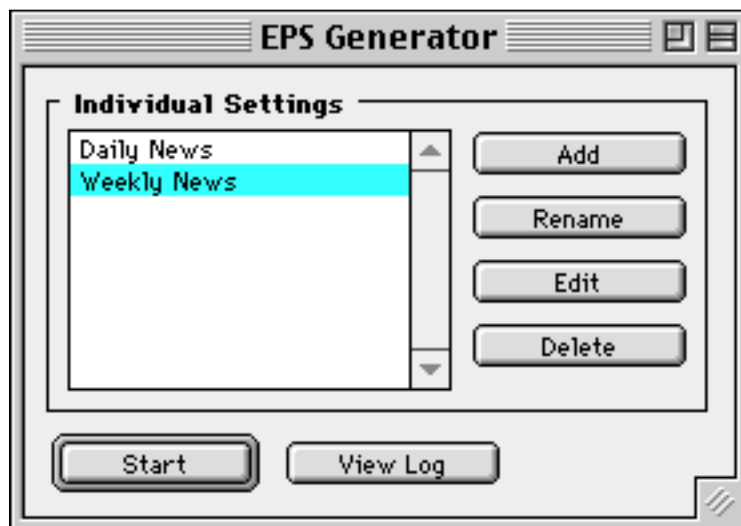 EPS Generator
Individual Settings
Daily News
Weekly News
Add
Rename
Edit
Delete
Start
View Log